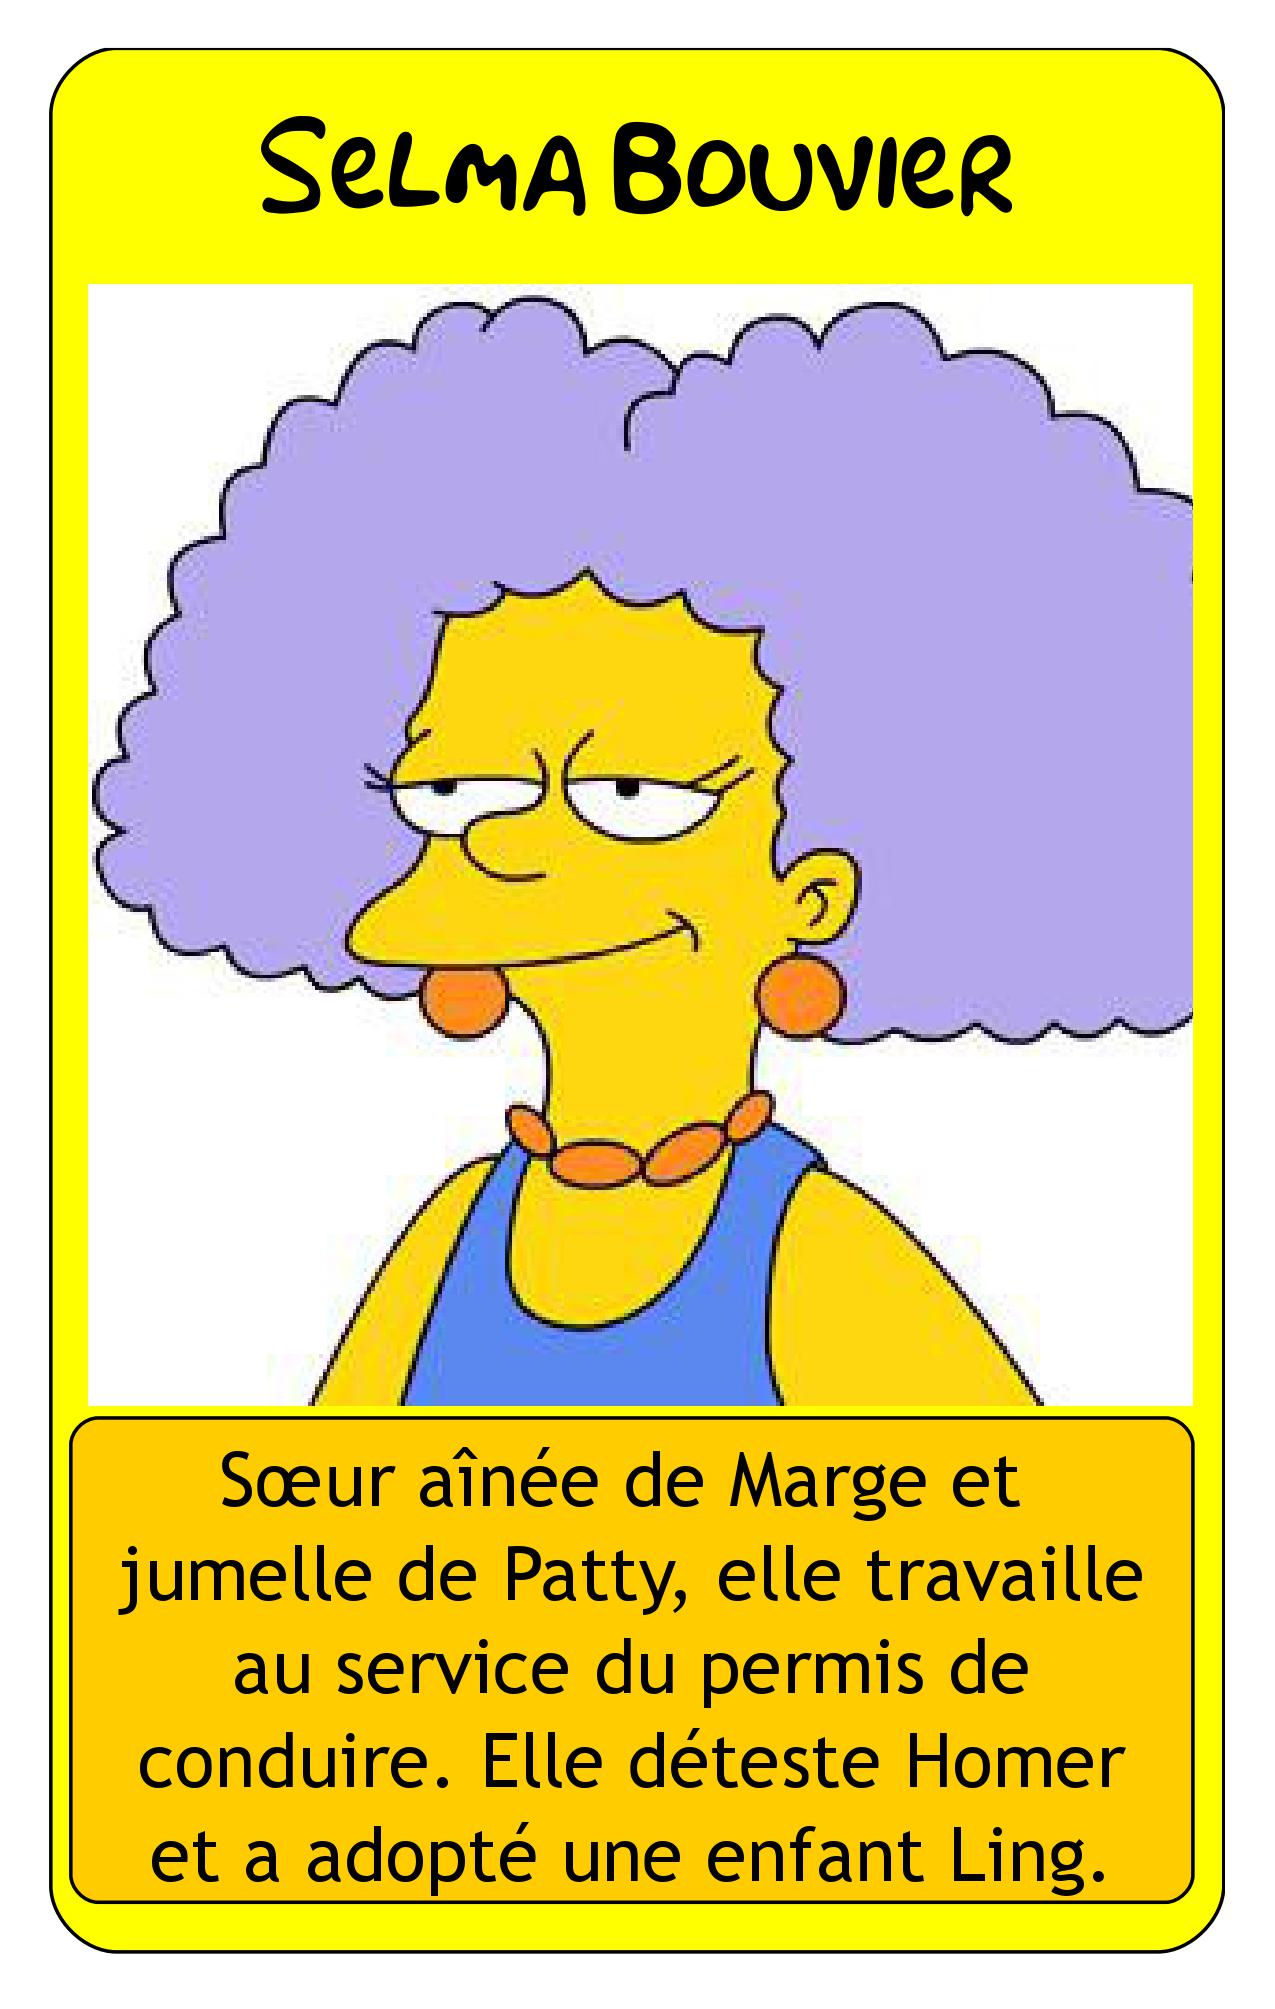 Selma Bouvier
Sœur aînée de Marge et
jumelle de Patty, elle travaille
au service du permis de
conduire. Elle déteste Homer
et a adopté une enfant Ling.